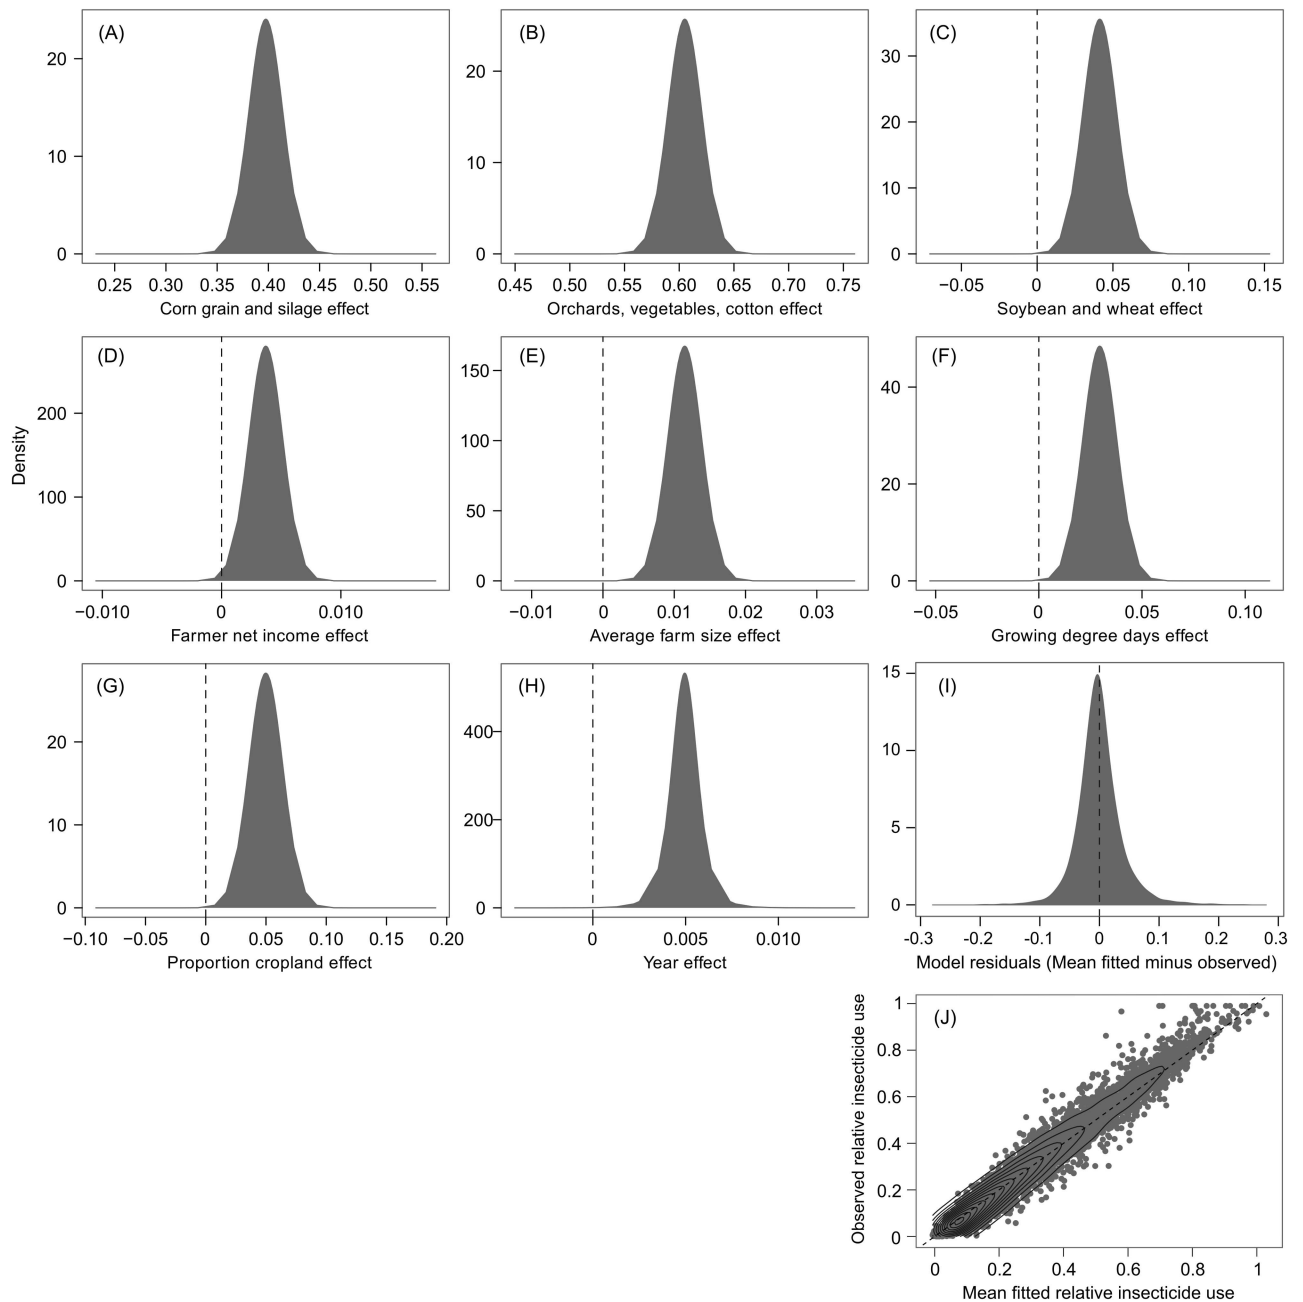 (A)
20
10
0
0.25 0.30 0.35 0.40 0.45 0.50 0.55
Corn grain and silage effect
(B)
20
10
0
0.45 0.50 0.55 0.60 0.65 0.70 0.75
Orchards, vegetables, cotton effect
(C)
30
20
10
0
−0.05 0 0.05 0.10 0.15
Soybean and wheat effect
Density
(D)
200
100
0
−0.010 0 0.010
Farmer net income effect
(E)
150
100
50
0
−0.01 0 0.01 0.02 0.03
Average farm size effect
(F)
40
20
0
−0.05 0 0.05 0.10
Growing degree days effect
(G)
20
10
0
−0.10 −0.05 0 0.05 0.10 0.15 0.20
Proportion cropland effect
(H)
400
200
0
0 0.005 0.010
Year effect
(I)
15
10
5
0
-0.3 -0.2 -0.1 0 0.1 0.2 0.3
Model residuals (Mean fitted minus observed)
(J)
Observed relative insecticide use
1
0.8
0.6
0.4
0.2
0
0 0.2 0.4 0.6 0.8 1
Mean fitted relative insecticide use